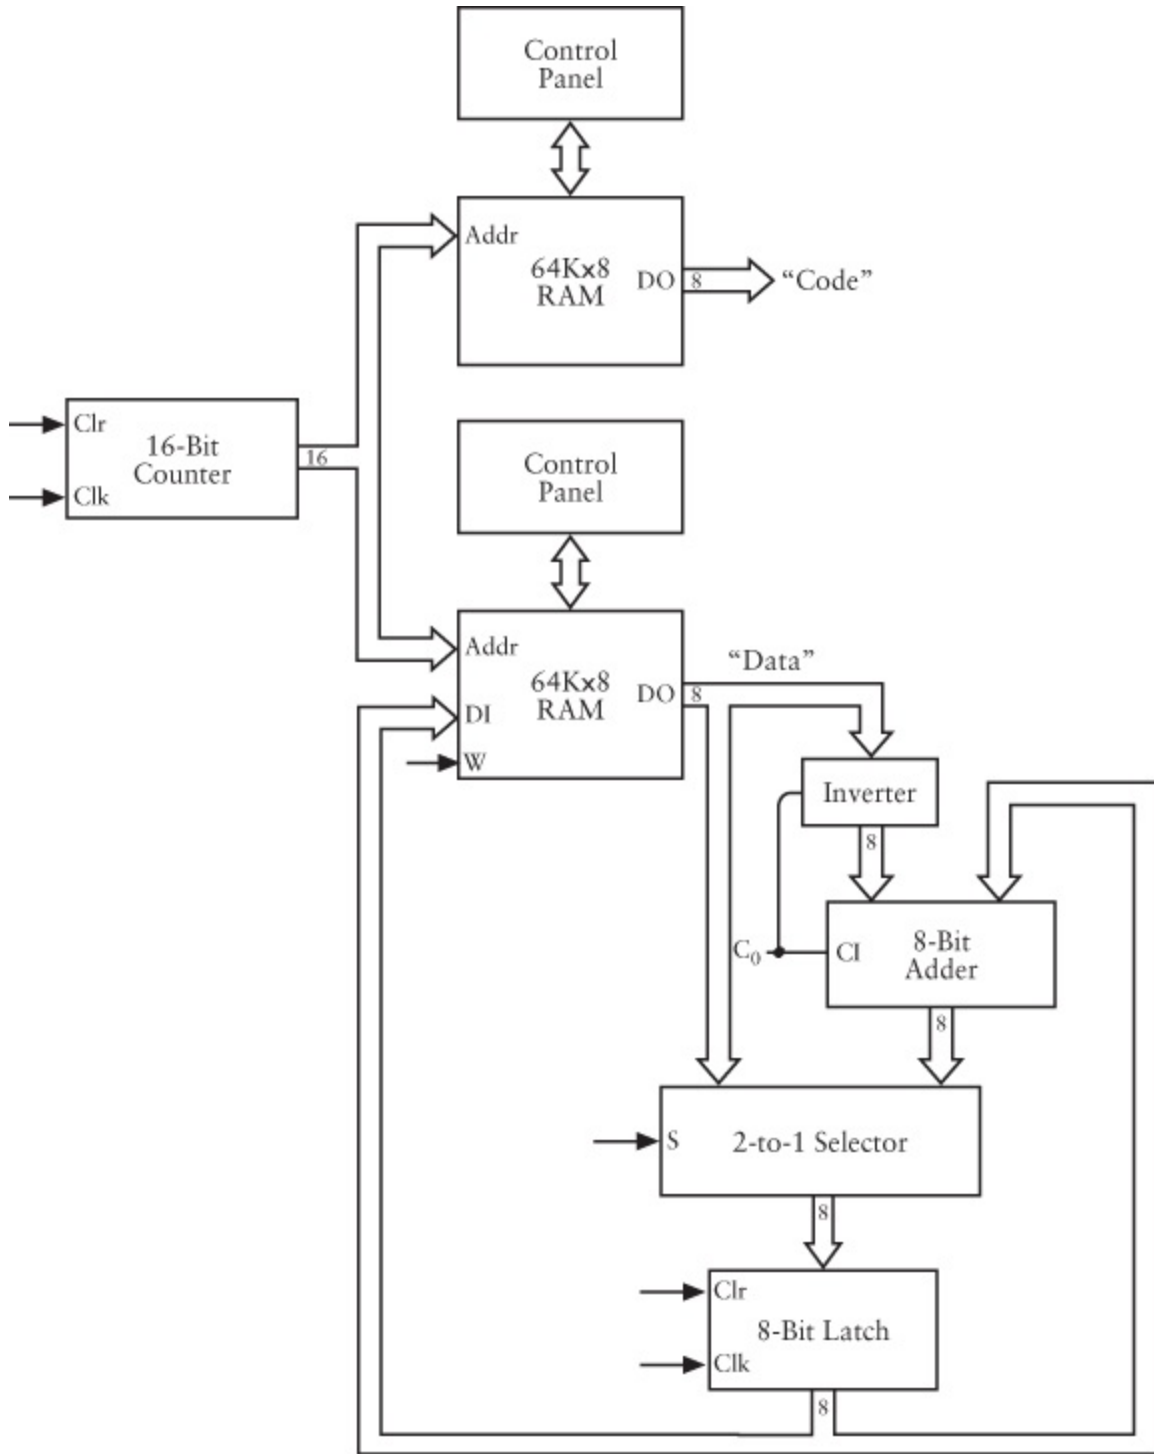 Control
Panel
Addr
64Kx8
RAM
DO
8
“Code”
Clr
16-Bit
Counter
Clk
16
Control
Panel
Addr
64Kx8
RAM
DO
8
“Data”
DI
W
Inverter
8
C₀
CI
8-Bit
Adder
8
S
2-to-1 Selector
8
Clr
8-Bit Latch
Clk
8